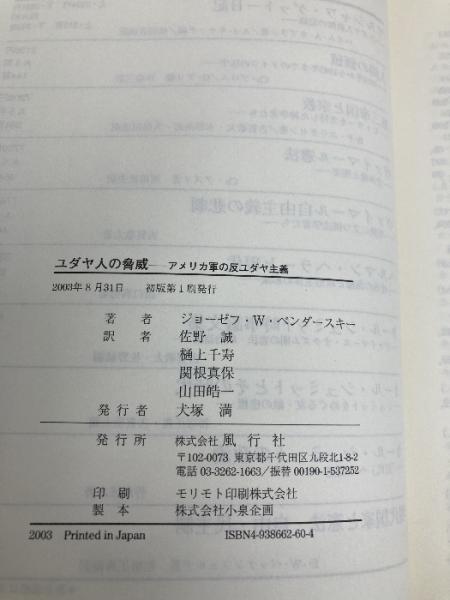 ユダヤ人の脅威――アメリカ軍の反ユダヤ主義
2003年8月31日　初版第1刷発行
著者　ジョーゼフ・W・ベンダースキー
訳者　佐野　誠
樋上千寿
関根真保
山田皓一
発行者　犬塚　満
発行所　株式会社 風行社
〒102-0073　東京都千代田区九段北1-8-2
電話 03-3262-1663／振替 00190-1-537252
印刷　モリモト印刷株式会社
製本　株式会社小泉企画
2003　Printed in Japan　ISBN4-938662-60-4